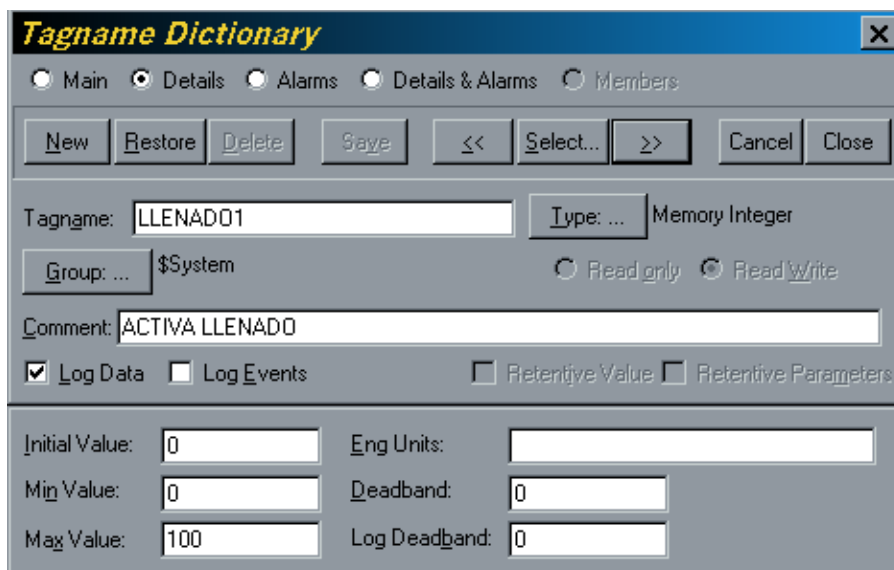 Tagname Dictionary
Main Details Alarms Details & Alarms Members
New Restore Delete Save << Select... >> Cancel Close
Tagname: LLENADO1 Type: ... Memory Integer
Group: ... $System Read only Read Write
Comment: ACTIVA LLENADO
Log Data Log Events Retentive Value Retentive Parameters
Initial Value: 0 Eng Units:
Min Value: 0 Deadband: 0
Max Value: 100 Log Deadband: 0